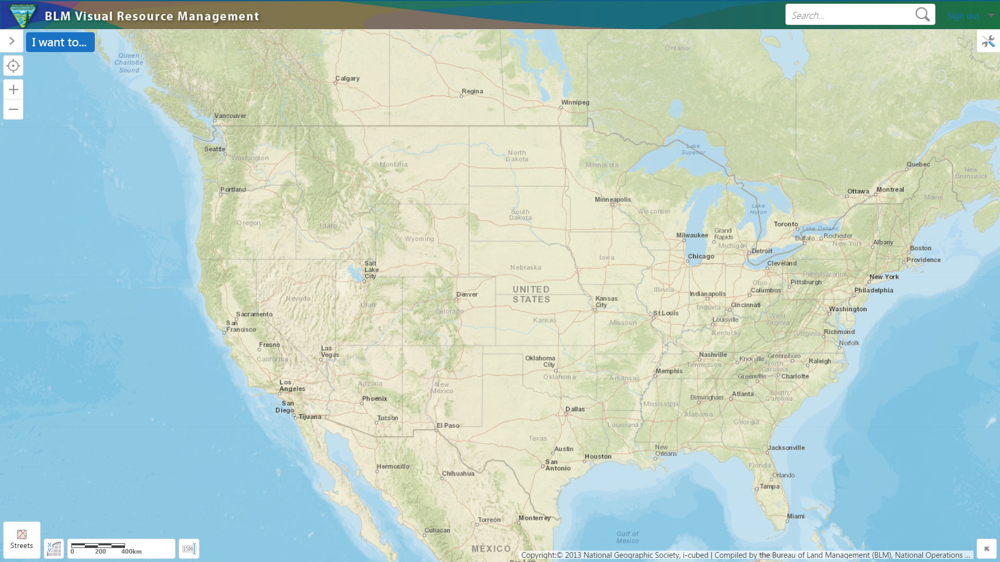 BLM Visual Resource Management
Search...
Sign out
I want to...
Queen
Charlotte
Sound
Ontario
Calgary
Regina
Winnipeg
Vancouver
Seattle
Washington
North
Dakota
Montana
Minnesota
Lake
Superior
Quebec
New
Brunswick
Portland
Ottawa
Montreal
Maine
Minneapolis
South
Dakota
Wisconsin
Lake
Huron
Oregon
Idaho
Toronto
Lake Ontario
Milwaukee
Grand
Rapids
Buffalo
Rochester
Wyoming
Michigan
New York
Albany
Boston
Detroit
Chicago
Iowa
Providence
Salt
Lake
City
Cleveland
Nebraska
Pennsylvania
New York
UNITED
STATES
Illinois
Ohio
Pittsburgh
Columbus
Philadelphia
Denver
Indianapolis
Kansas
City
Nevada
Utah
Colorado
Indiana
Cincinnati
Washington
Sacramento
St Louis
West
Virginia
San
Francisco
Kansas
Missouri
Louisville
Kentucky
Virginia
Richmond
Norfolk
Fresno
Las
Vegas
California
Oklahoma
City
Nashville
Knoxville
Greensboro
Tennessee
North
Carolina
Raleigh
Memphis
Oklahoma
Arkansas
Greenville
Charlotte
Los
Angeles
Arizona
New
Mexico
Phoenix
Atlanta
South
Carolina
Birmingham
San
Diego
Mississippi
Dallas
Tijuana
Tucson
Alabama
Georgia
El Paso
Louisiana
Texas
Austin
New
Orleans
Jacksonville
Houston
San
Antonio
Hermosillo
Florida
Chihuahua
Orlando
Tampa
Torreón
Monterrey
Miami
Culiacan
Gulf of
Mexico
MÉXICO
Streets
X
Y
0 200 400km
1:500
Copyright:© 2013 National Geographic Society, i-cubed | Compiled by the Bureau of Land Management (BLM), National Operations ...